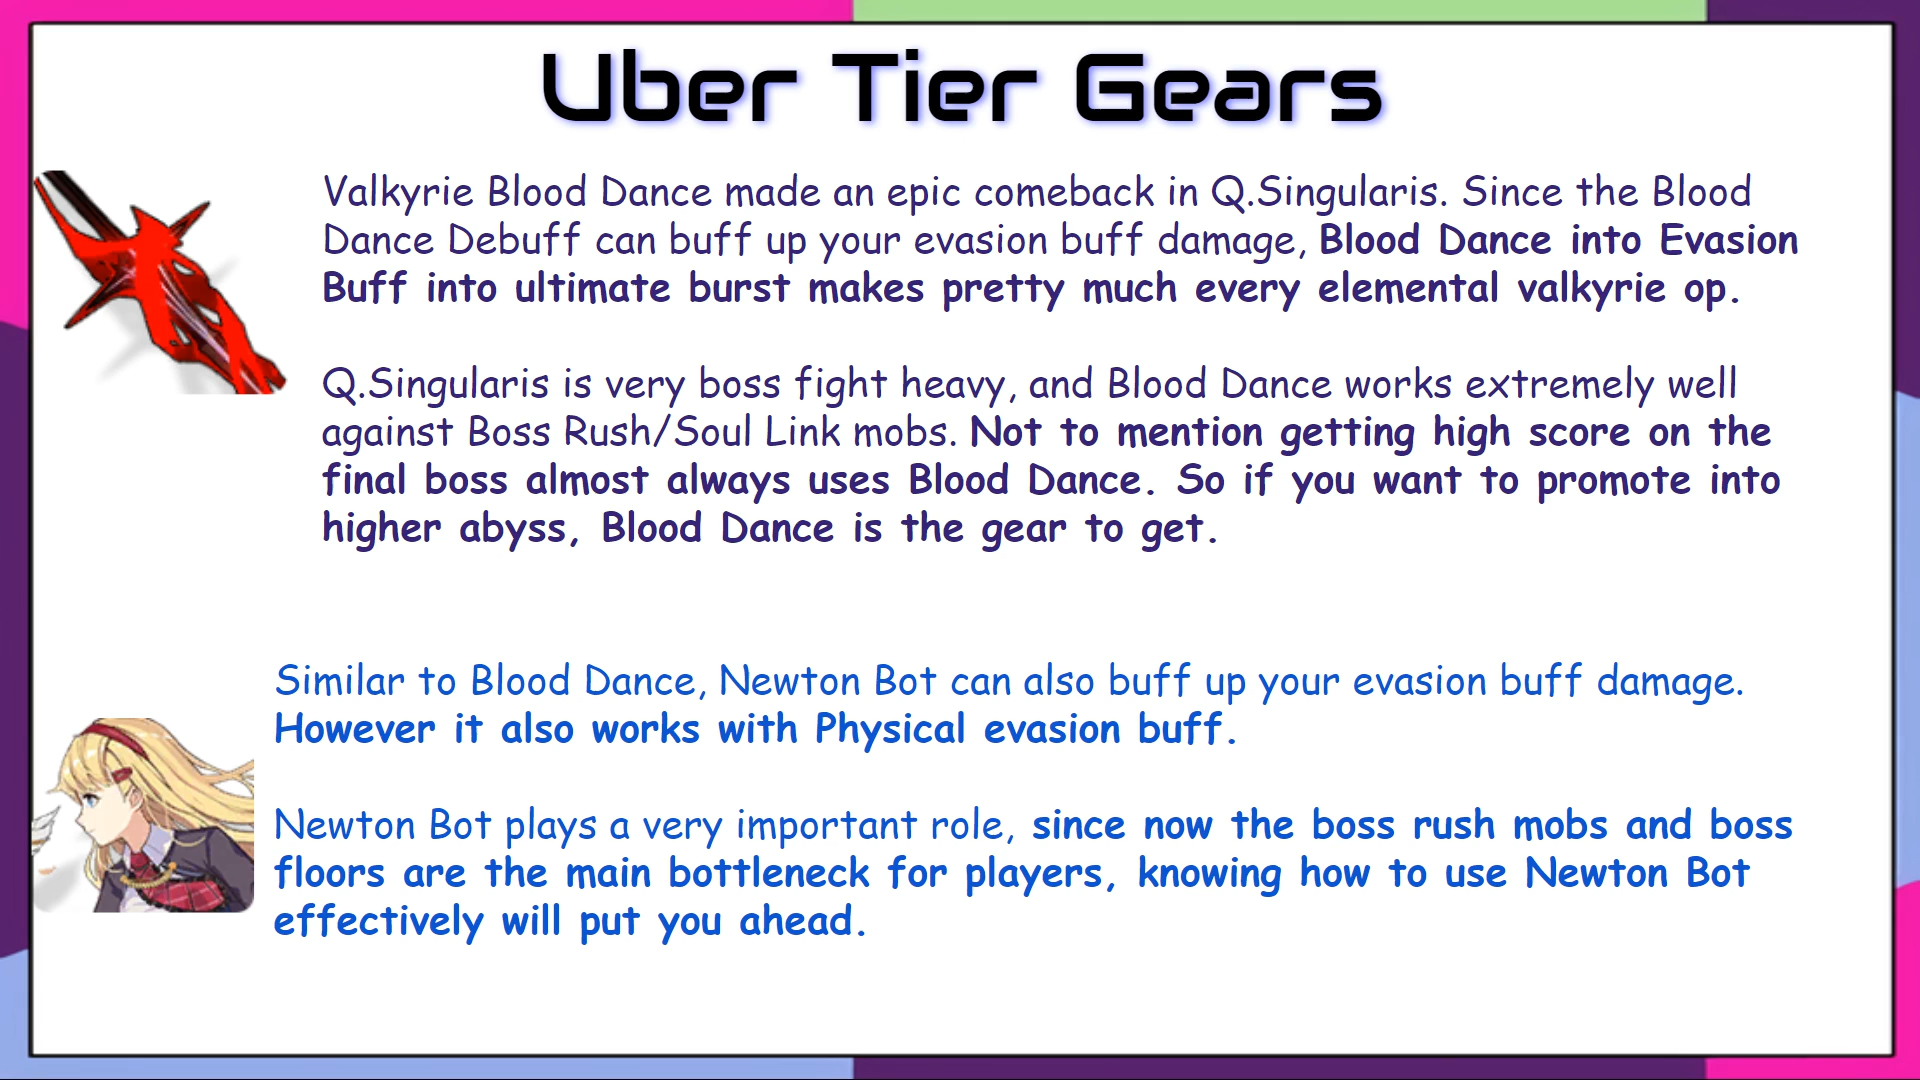 Uber Tier Gears
Valkyrie Blood Dance made an epic comeback in Q.Singularis. Since the Blood
Dance Debuff can buff up your evasion buff damage, Blood Dance into Evasion
Buff into ultimate burst makes pretty much every elemental valkyrie op.
Q.Singularis is very boss fight heavy, and Blood Dance works extremely well
against Boss Rush/Soul Link mobs. Not to mention getting high score on the
final boss almost always uses Blood Dance. So if you want to promote into
higher abyss, Blood Dance is the gear to get.
Similar to Blood Dance, Newton Bot can also buff up your evasion buff damage.
However it also works with Physical evasion buff.
Newton Bot plays a very important role, since now the boss rush mobs and boss
floors are the main bottleneck for players, knowing how to use Newton Bot
effectively will put you ahead.